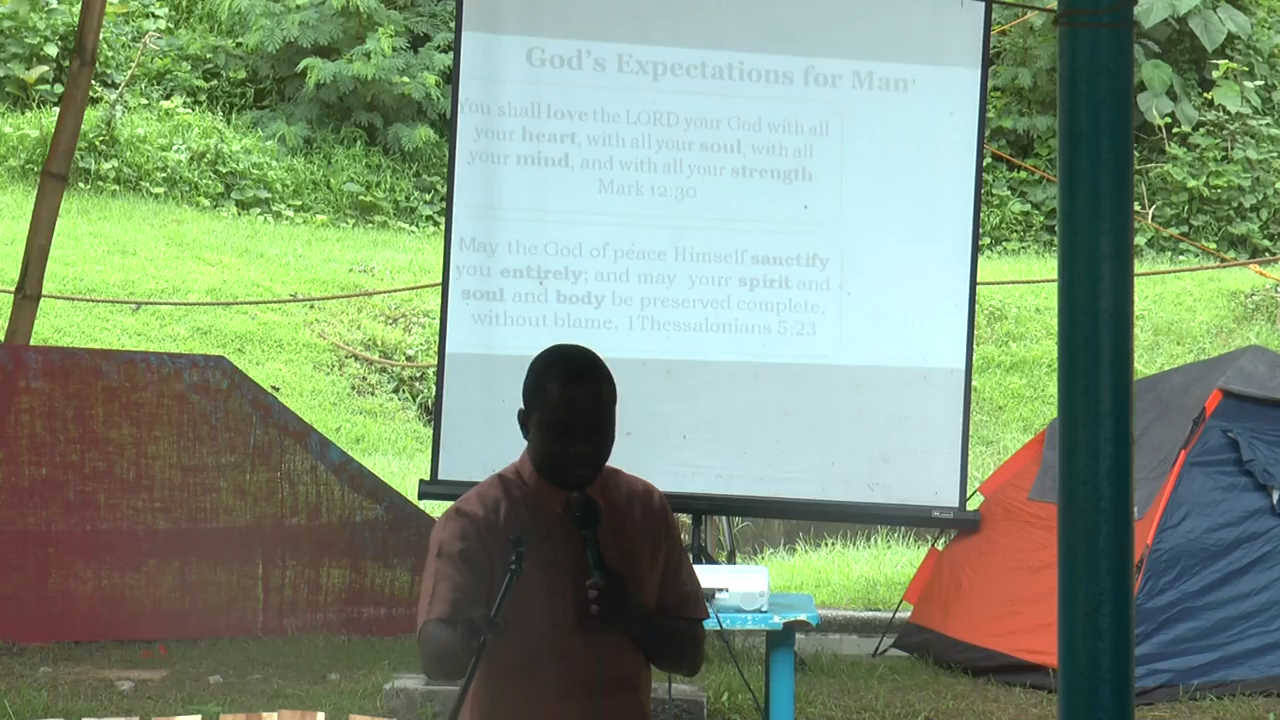 God's Expectations for Man
You shall love the LORD your God with all
your heart, with all your soul, with all
your mind, and with all your strength
Mark 12:30
May the God of peace Himself sanctify
you entirely; and may your spirit and
soul and body be preserved complete,
without blame. 1 Thessalonians 5:23